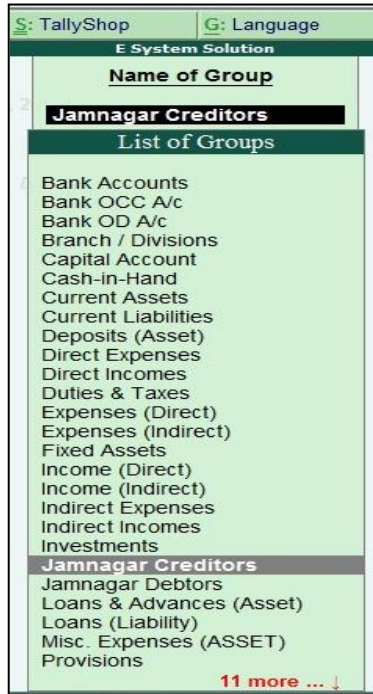 S: TallyShop G: Language
E System Solution
Name of Group
Jamnagar Creditors
List of Groups
Bank Accounts
Bank OCC A/c
Bank OD A/c
Branch / Divisions
Capital Account
Cash-in-Hand
Current Assets
Current Liabilities
Deposits (Asset)
Direct Expenses
Direct Incomes
Duties & Taxes
Expenses (Direct)
Expenses (Indirect)
Fixed Assets
Income (Direct)
Income (Indirect)
Indirect Expenses
Indirect Incomes
Investments
Jamnagar Creditors
Jamnagar Debtors
Loans & Advances (Asset)
Loans (Liability)
Misc. Expenses (ASSET)
Provisions
11 more ... ↓